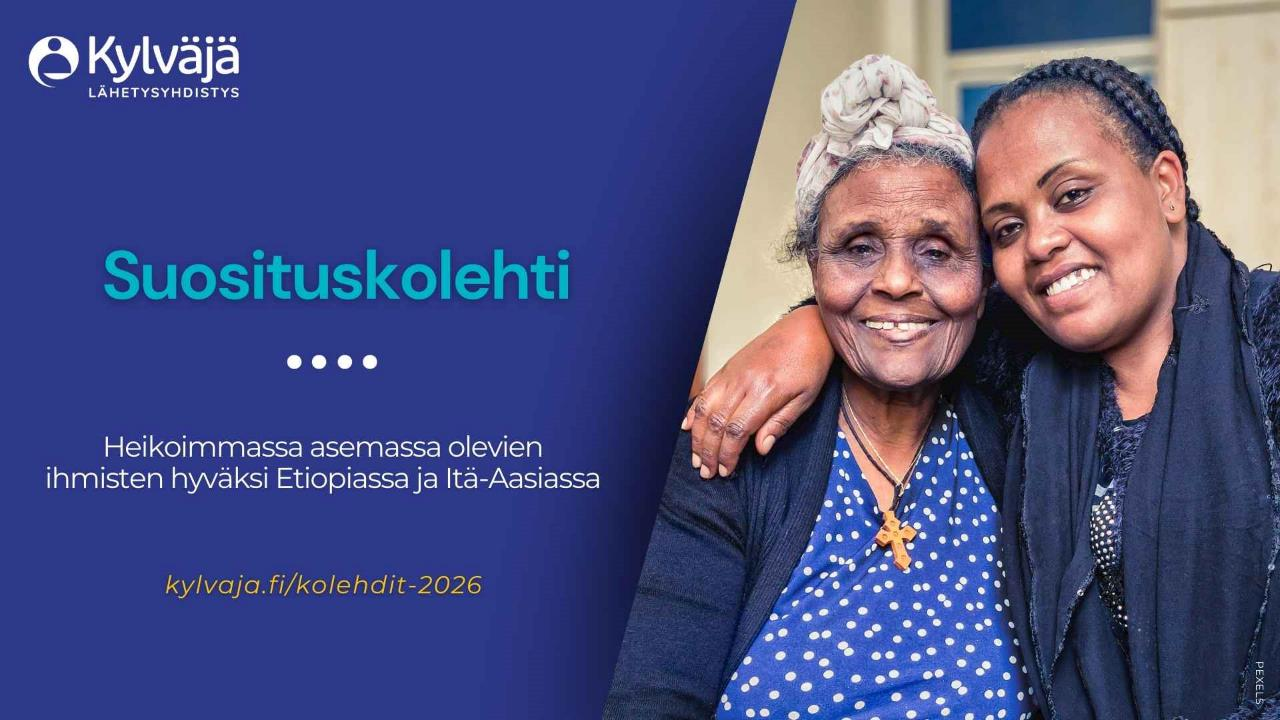 Kylväjä
LÄHETYSYHDISTYS
Suosituskolehti
Heikoimmassa asemassa olevien
ihmisten hyväksi Etiopiassa ja Itä-Aasiassa
kylvaja.fi/kolehdit-2026
PEXELS